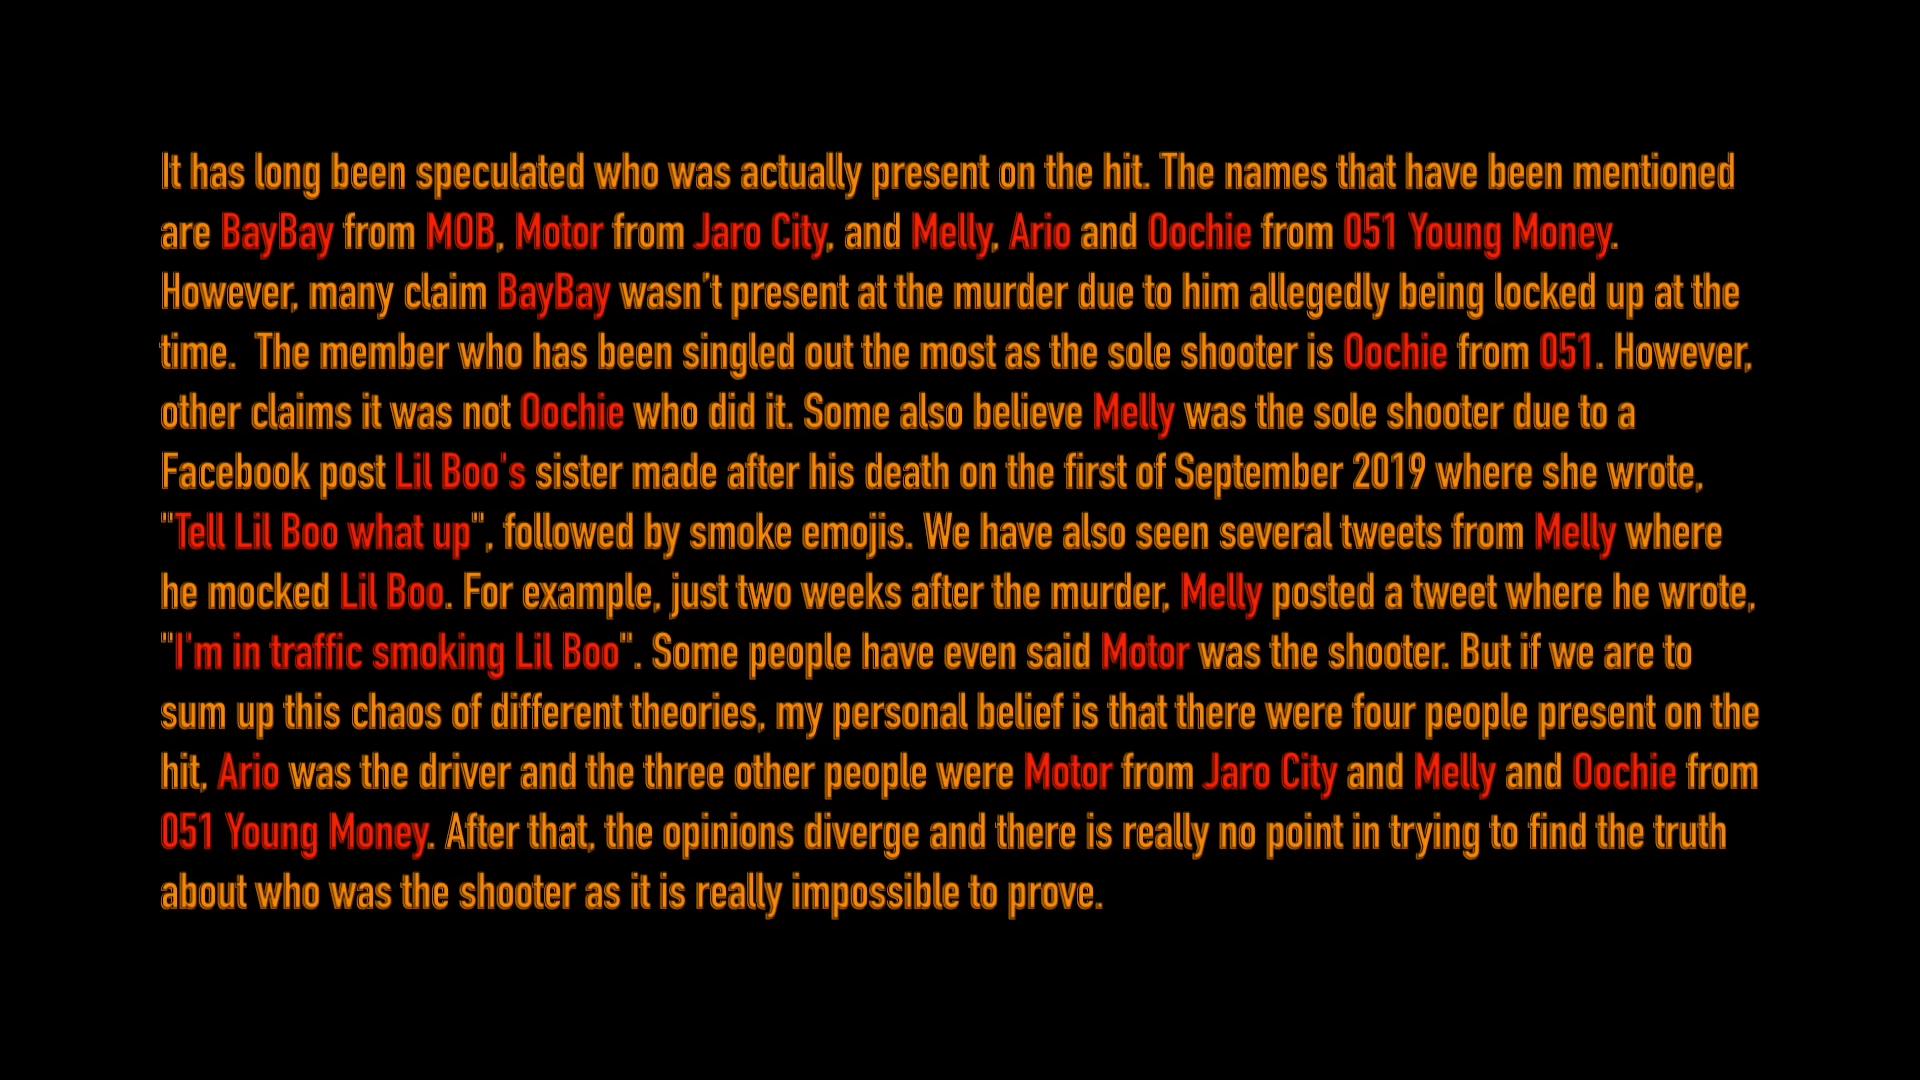 It has long been speculated who was actually present on the hit. The names that have been mentioned
are BayBay from MOB, Motor from Jaro City, and Melly, Ario and Oochie from 051 Young Money.
However, many claim BayBay wasn't present at the murder due to him allegedly being locked up at the
time.  The member who has been singled out the most as the sole shooter is Oochie from 051. However,
other claims it was not Oochie who did it. Some also believe Melly was the sole shooter due to a
Facebook post Lil Boo's sister made after his death on the first of September 2019 where she wrote,
"Tell Lil Boo what up", followed by smoke emojis. We have also seen several tweets from Melly where
he mocked Lil Boo. For example, just two weeks after the murder, Melly posted a tweet where he wrote,
"I'm in traffic smoking Lil Boo". Some people have even said Motor was the shooter. But if we are to
sum up this chaos of different theories, my personal belief is that there were four people present on the
hit, Ario was the driver and the three other people were Motor from Jaro City and Melly and Oochie from
051 Young Money. After that, the opinions diverge and there is really no point in trying to find the truth
about who was the shooter as it is really impossible to prove.